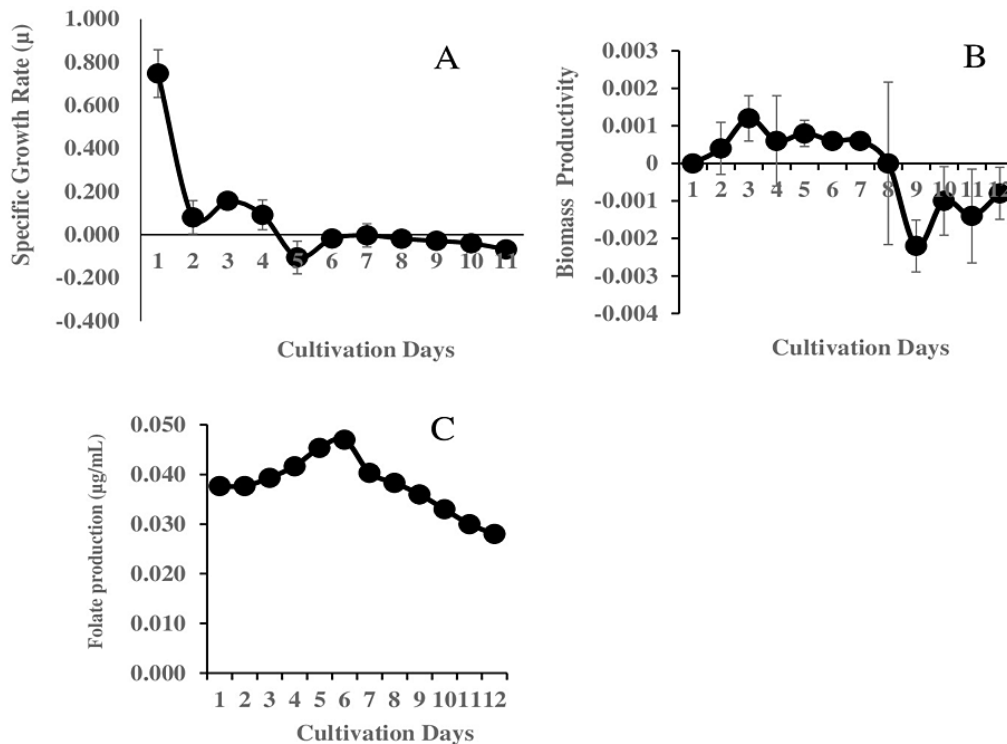 A
Specific Growth Rate (µ)
1.000
0.800
0.600
0.400
0.200
0.000
-0.200
-0.400
1 2 3 4 5 6 7 8 9 10 11
Cultivation Days
B
Biomass Productivity
0.003
0.002
0.001
0
-0.001
-0.002
-0.003
-0.004
1 2 3 4 5 6 7 8 9 10 11 12
Cultivation Days
C
Folate production (µg/mL)
0.050
0.040
0.030
0.020
0.010
0.000
1 2 3 4 5 6 7 8 9 10 11 12
Cultivation Days